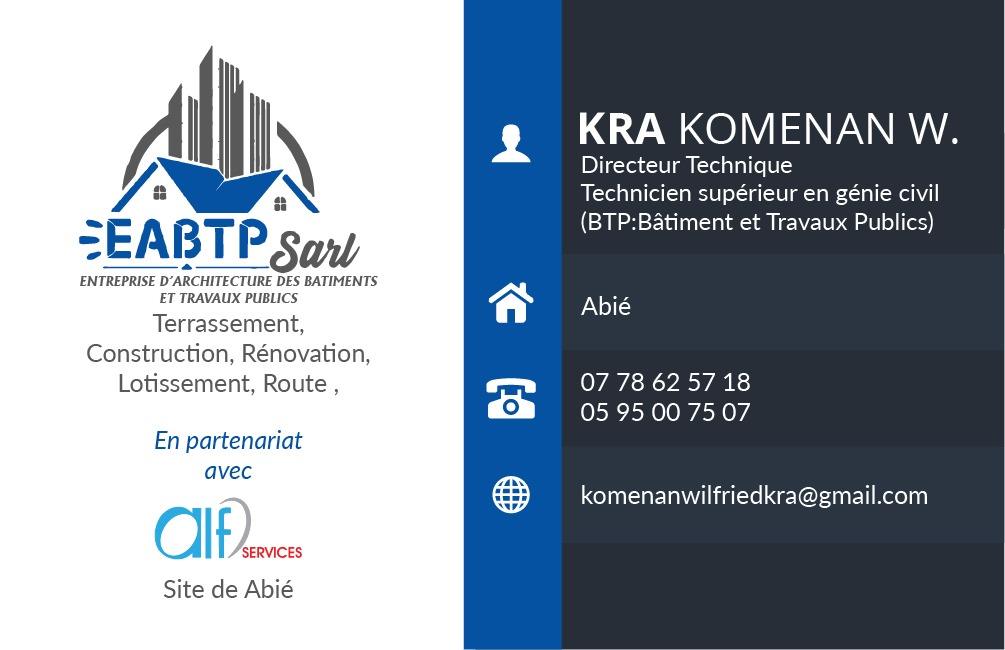 EABTP Sarl
ENTREPRISE D'ARCHITECTURE DES BATIMENTS
ET TRAVAUX PUBLICS
Terrassement,
Construction, Rénovation,
Lotissement, Route ,
En partenariat
avec
alf SERVICES
Site de Abié
KRA KOMENAN W.
Directeur Technique
Technicien supérieur en génie civil
(BTP:Bâtiment et Travaux Publics)
Abié
07 78 62 57 18
05 95 00 75 07
komenanwilfriedkra@gmail.com